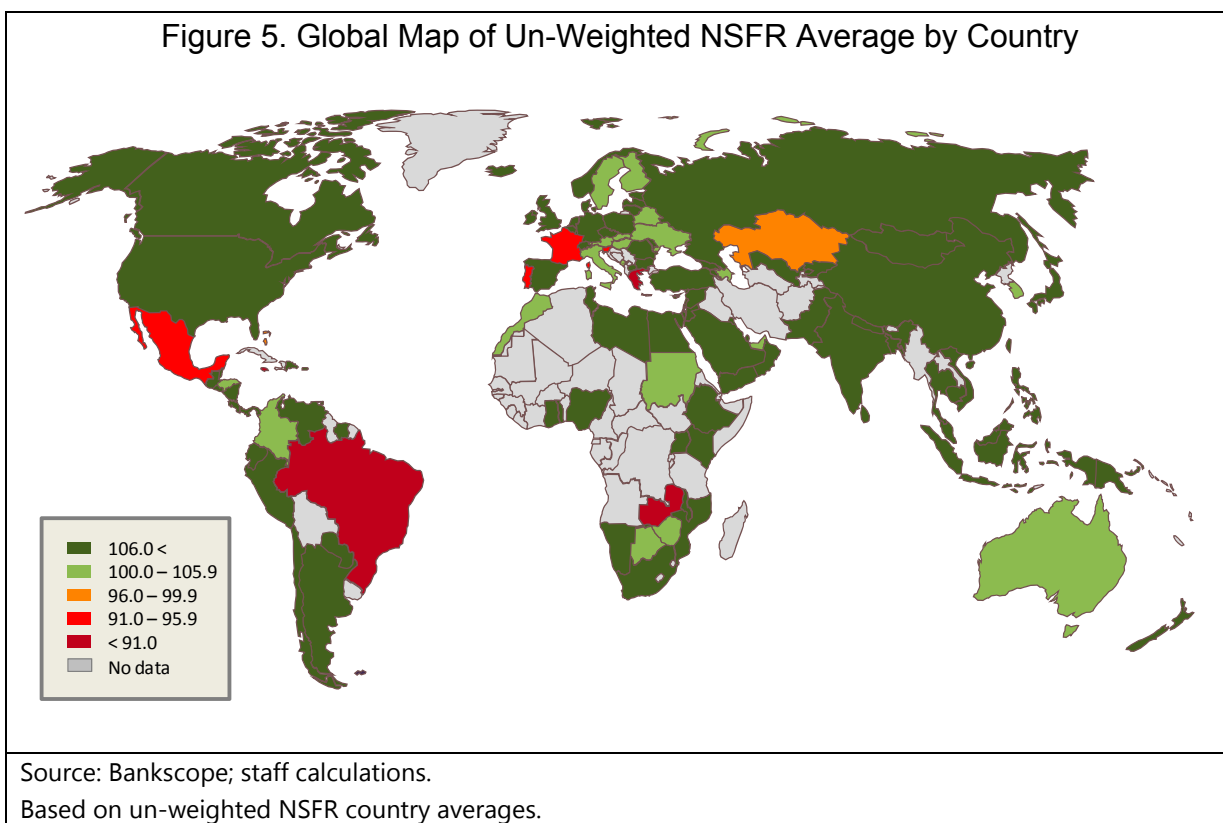 Figure 5. Global Map of Un-Weighted NSFR Average by Country
106.0 <
100.0 – 105.9
96.0 – 99.9
91.0 – 95.9
< 91.0
No data
Source: Bankscope; staff calculations.
Based on un-weighted NSFR country averages.